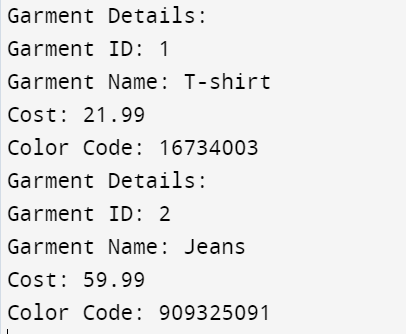 Garment Details:
Garment ID: 1
Garment Name: T-shirt
Cost: 21.99
Color Code: 16734003
Garment Details:
Garment ID: 2
Garment Name: Jeans
Cost: 59.99
Color Code: 909325091